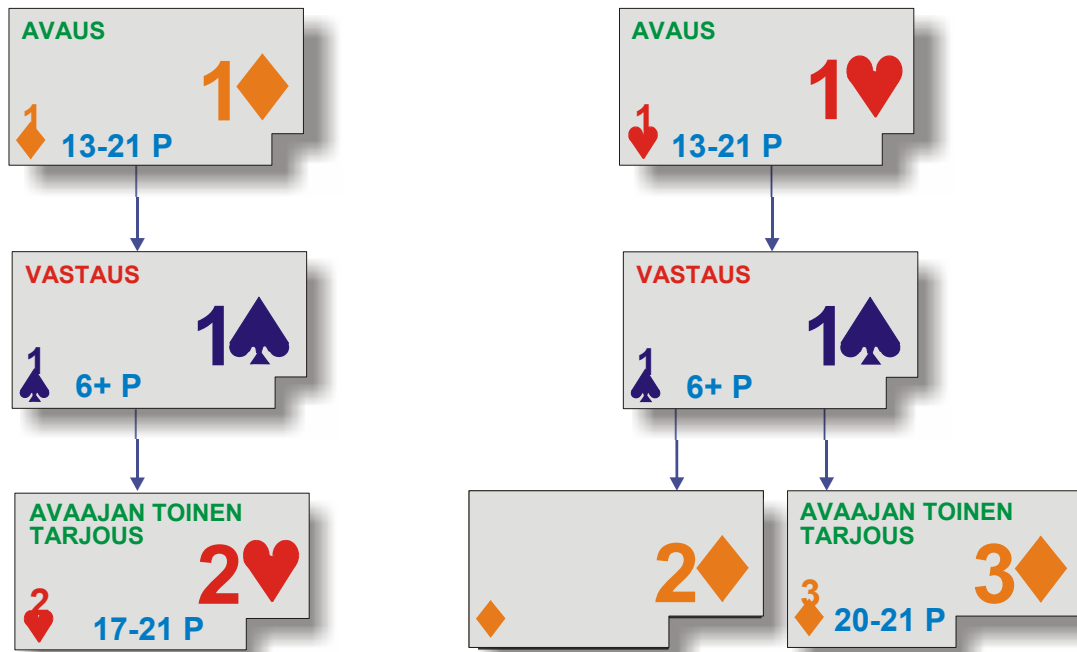 AVAUS
1♦
1
♦ 13-21 P
VASTAUS
1♠
1
♠ 6+ P
AVAAJAN TOINEN
TARJOUS
2♥
2
♥ 17-21 P
AVAUS
1♥
1
♥ 13-21 P
VASTAUS
1♠
1
♠ 6+ P
2♦
♦
AVAAJAN TOINEN
TARJOUS
3♦
3
♦ 20-21 P